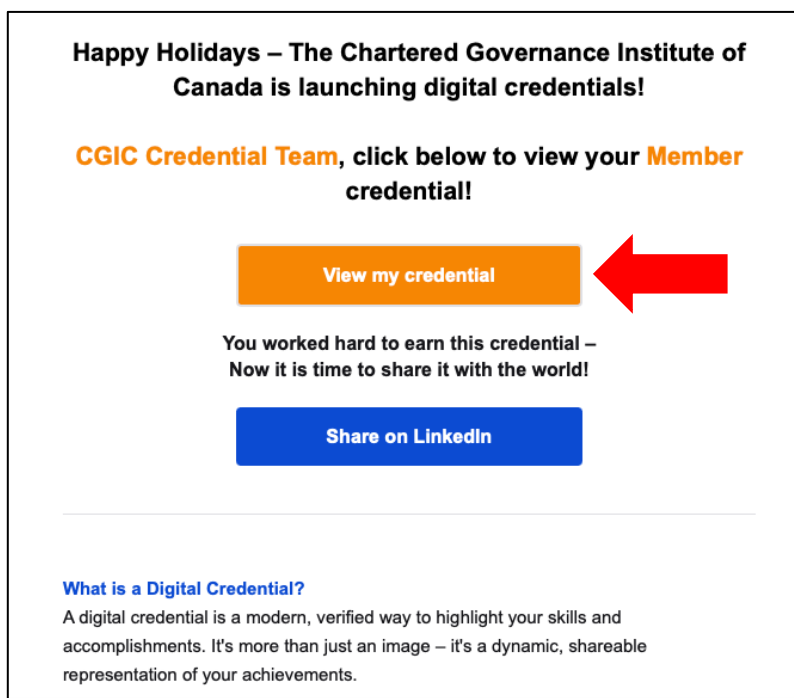 Happy Holidays – The Chartered Governance Institute of
Canada is launching digital credentials!
CGIC Credential Team, click below to view your Member
credential!
View my credential
You worked hard to earn this credential –
Now it is time to share it with the world!
Share on LinkedIn
What is a Digital Credential?
A digital credential is a modern, verified way to highlight your skills and
accomplishments. It's more than just an image – it's a dynamic, shareable
representation of your achievements.